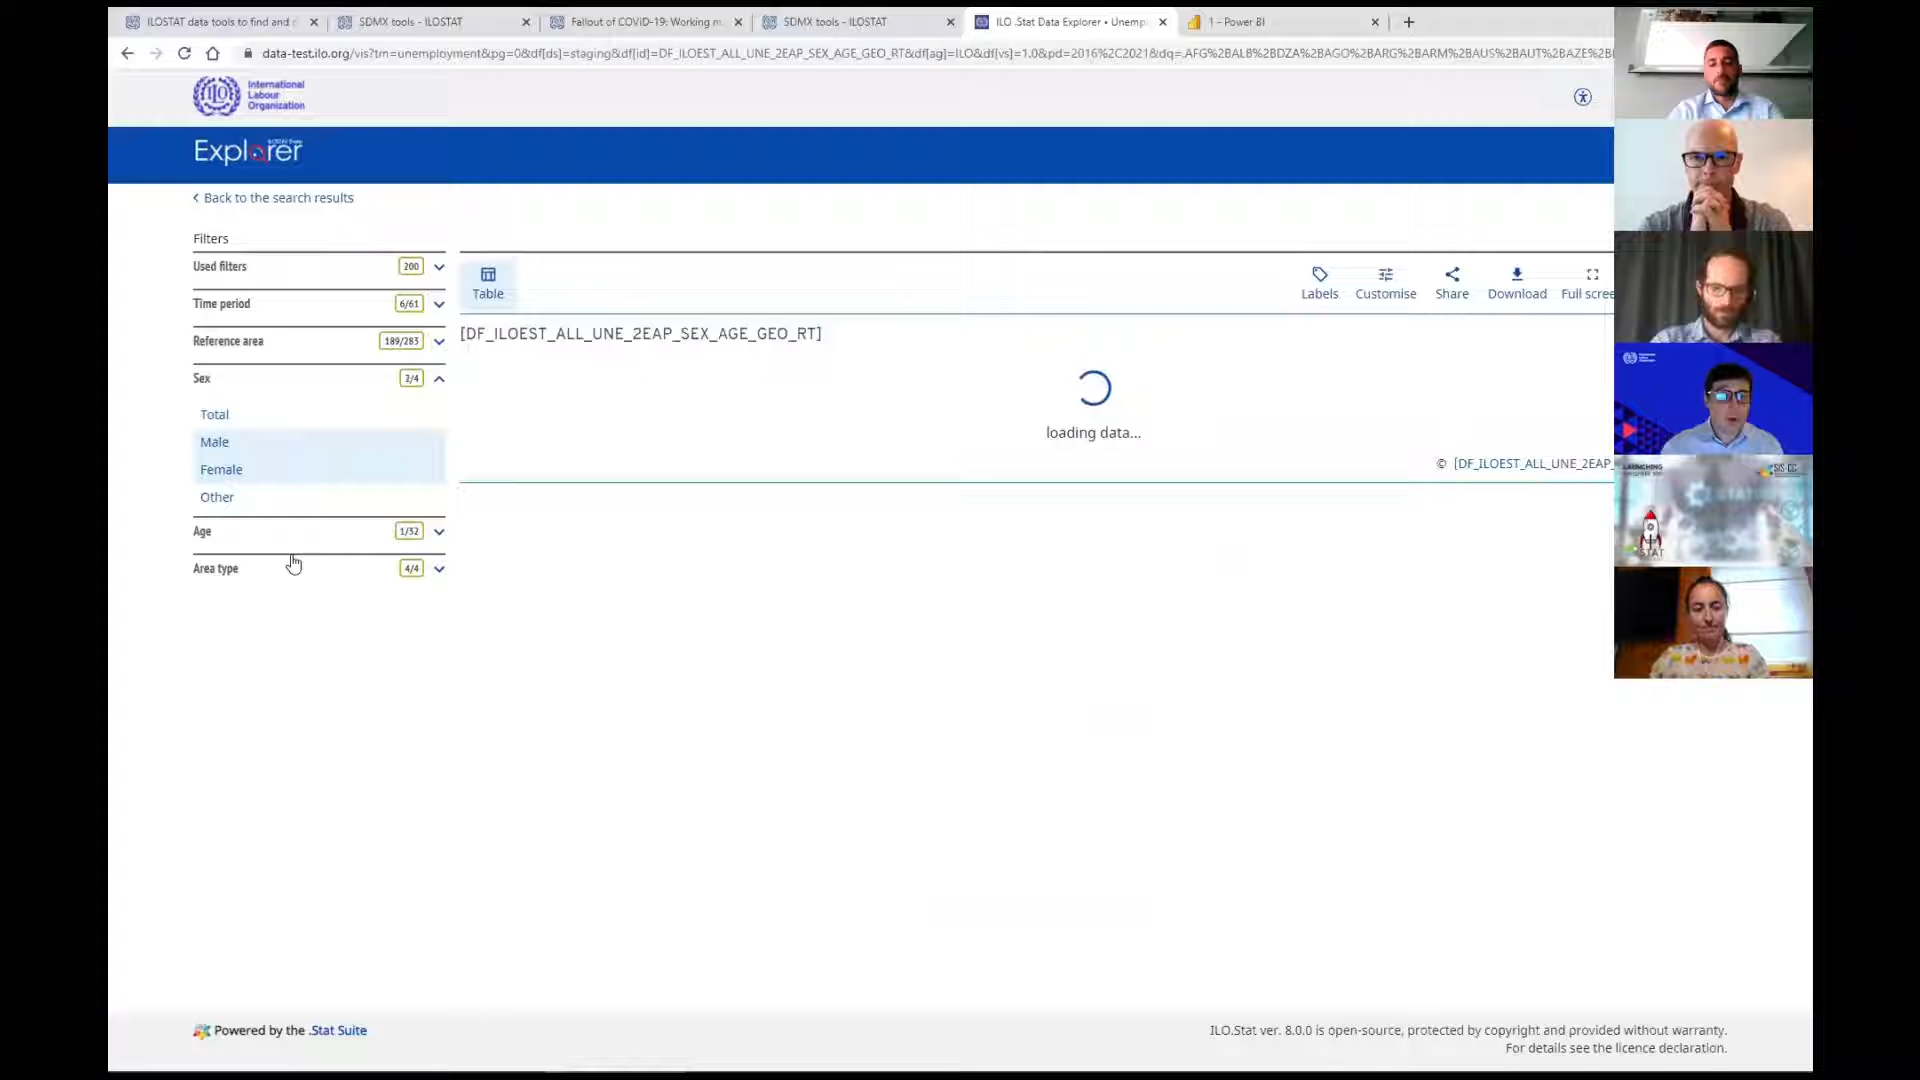 ILOSTAT data tools to find and
SDMX tools - ILOSTAT
Fallout of COVID-19: Working m
SDMX tools - ILOSTAT
ILO .Stat Data Explorer • Unemp
1 - Power BI
data-test.ilo.org/vis?tm=unemployment&pg=0&df[ds]=staging&df[id]=DF_ILOEST_ALL_UNE_2EAP_SEX_AGE_GEO_RT&df[ag]=ILO&df[vs]=1.0&pd=2016%2C2021&dq=.AFG%2BALB%2BDZA%2BAGO%2BARG%2BARM%2BAUS%2BAUT%2BAZE%2B
International
Labour
Organization
Explorer
Back to the search results
Filters
Used filters 200
Time period 6/61
Reference area 189/283
Sex 2/4
Total
Male
Female
Other
Age 1/32
Area type 4/4
Table
Labels
Customise
Share
Download
Full scree
[DF_ILOEST_ALL_UNE_2EAP_SEX_AGE_GEO_RT]
loading data...
© [DF_ILOEST_ALL_UNE_2EAP_
LAUNCHING
SIS-CC
STAT
Powered by the .Stat Suite
ILO.Stat ver. 8.0.0 is open-source, protected by copyright and provided without warranty.
For details see the licence declaration.